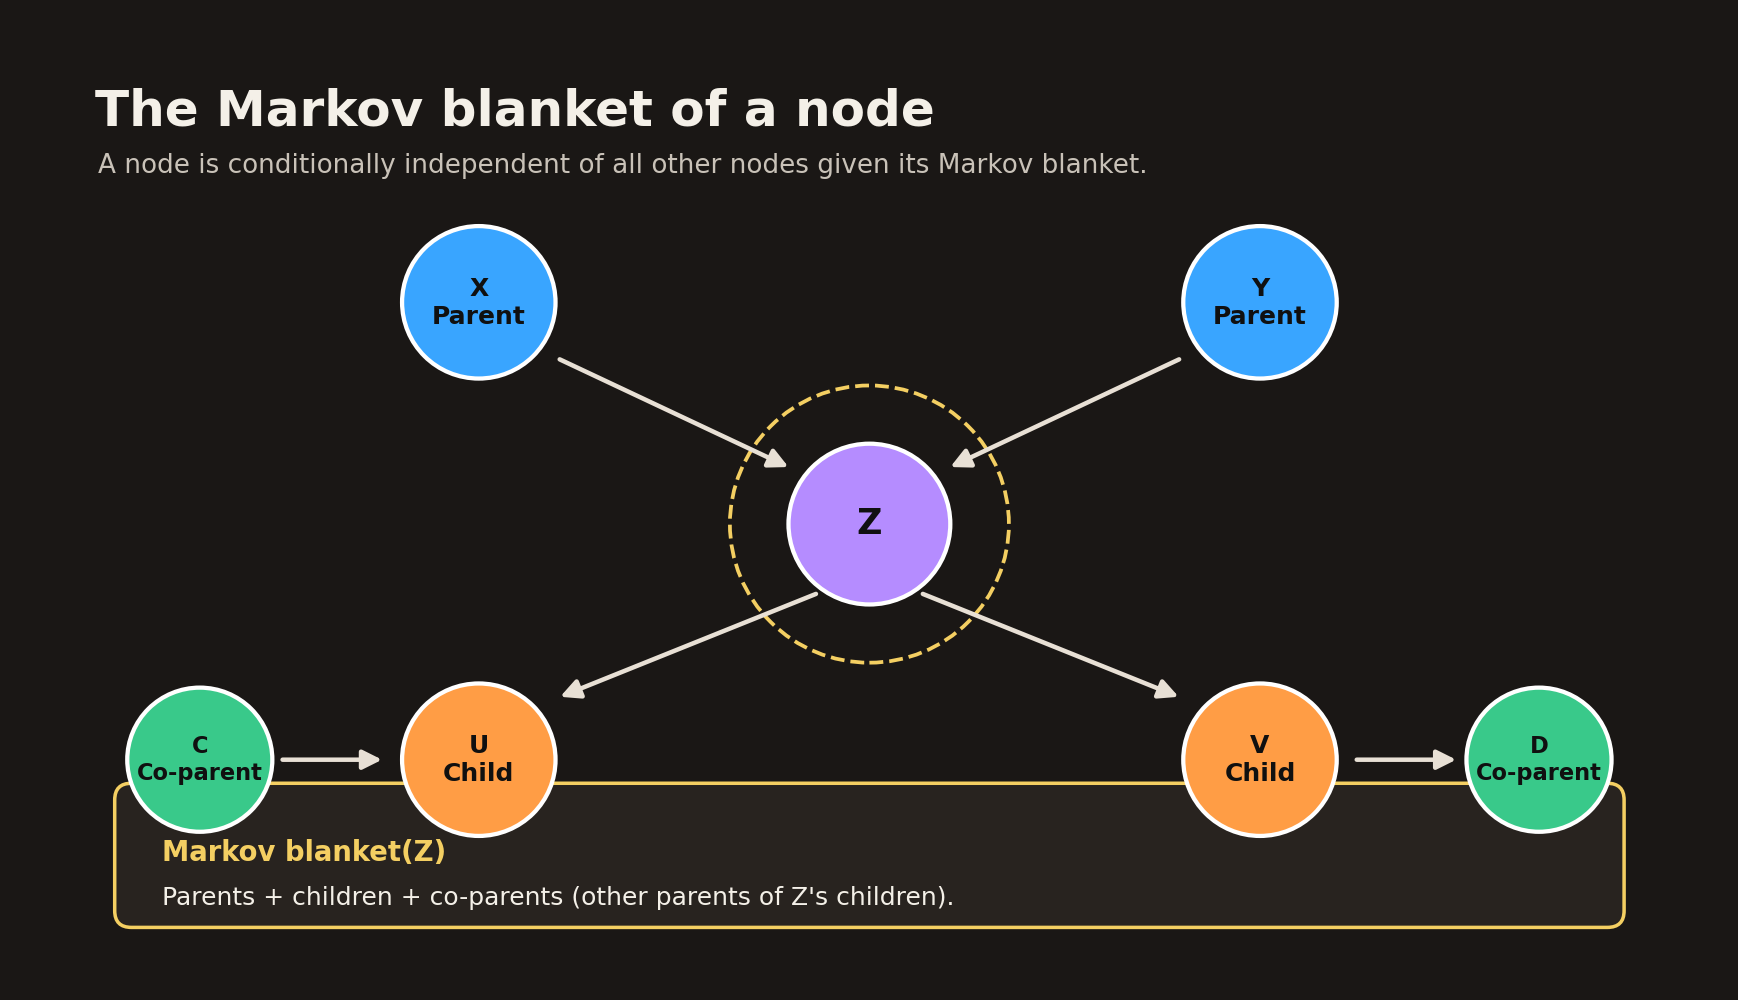 The Markov blanket of a node
A node is conditionally independent of all other nodes given its Markov blanket.
X
Parent
Y
Parent
Z
C
Co-parent
U
Child
V
Child
D
Co-parent
Markov blanket(Z)
Parents + children + co-parents (other parents of Z's children).